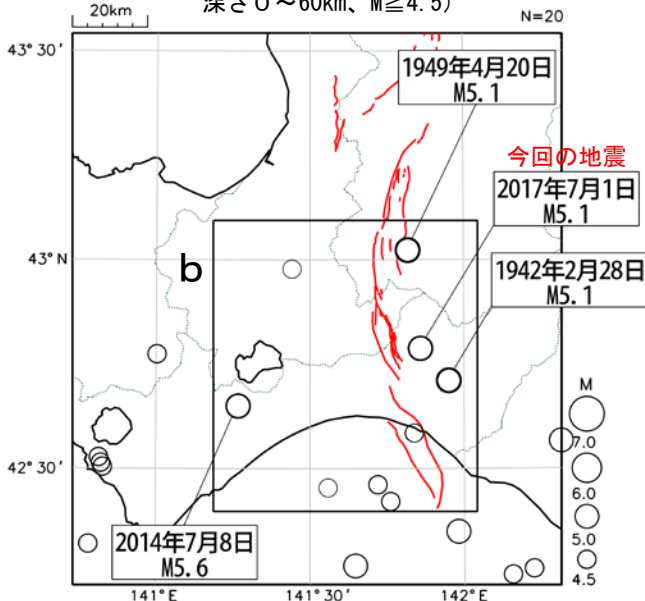 深さ0～60km、M≧4.5)
20km
N=20
43°30′
1949年4月20日
M5.1
今回の地震
2017年7月1日
M5.1
43°N
b
1942年2月28日
M5.1
M
7.0
42°30′
6.0
5.0
2014年7月8日
M5.6
4.5
141°E
141°30′
142°E